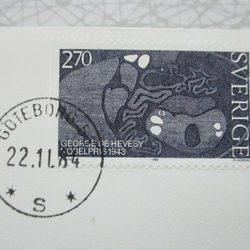 2.70
SVERIGE
GEORGE DE HEVESY
NOBELPRIS 1943
GÖTEBORG
22.11.84
* S *